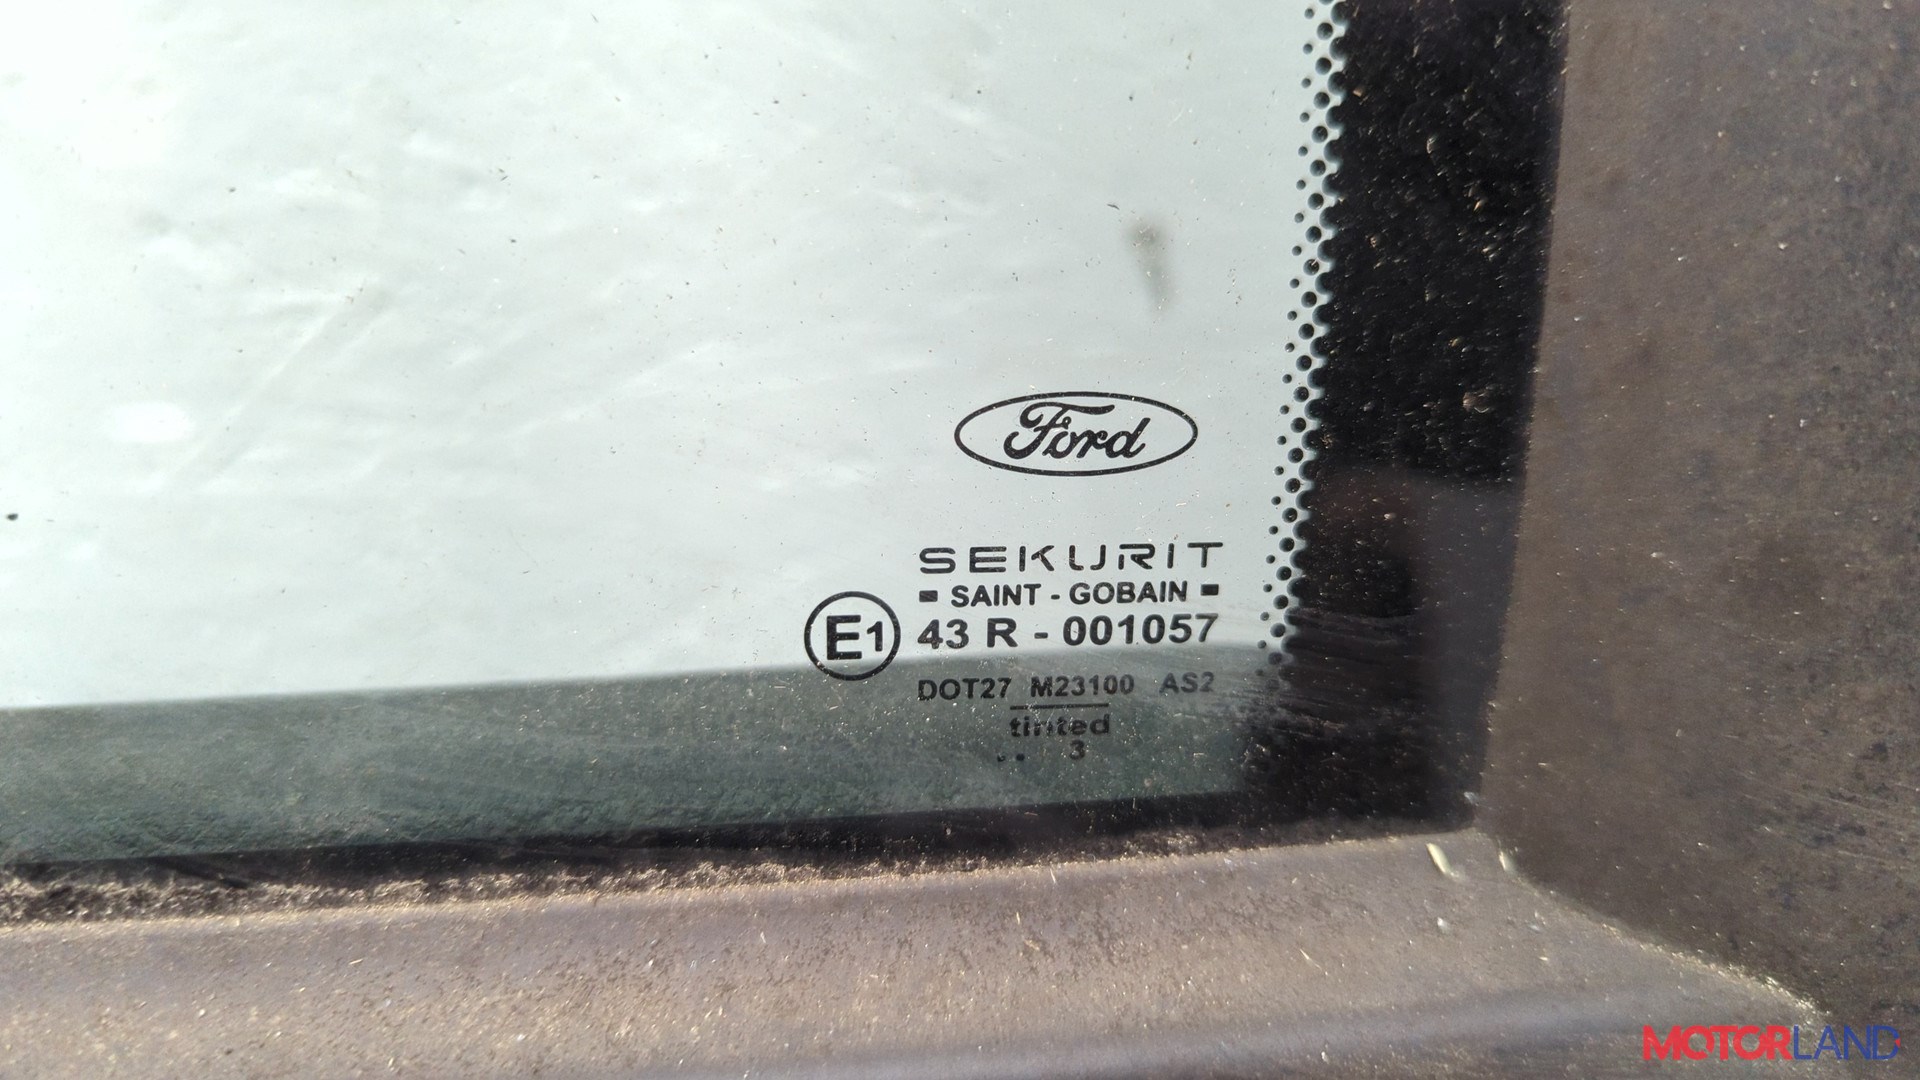 Ford
SEKURIT
SAINT - GOBAIN
E1 43 R - 001057
DOT27 M23100 AS2
tinted
.. 3
MOTORLAND